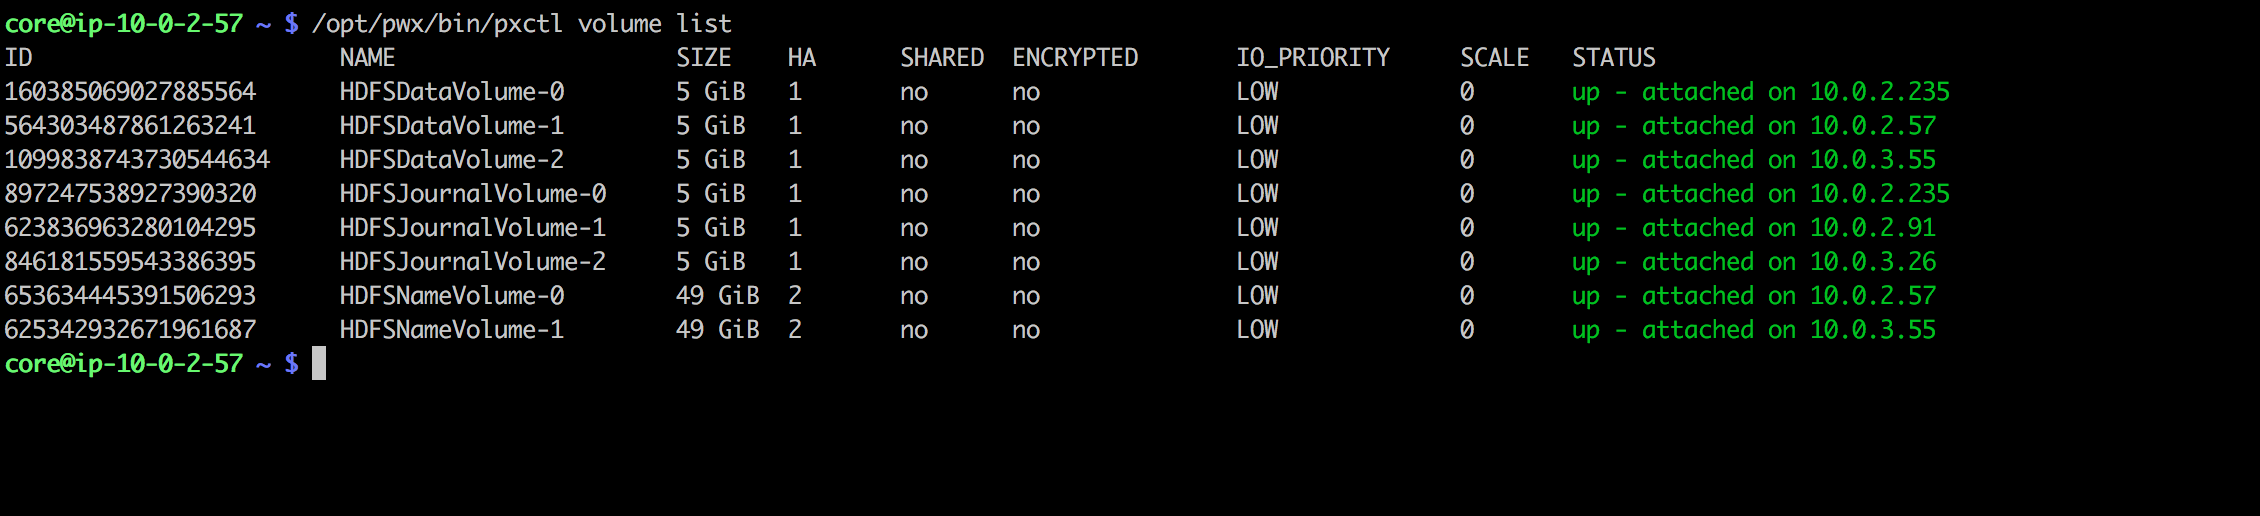 core@ip-10-0-2-57 ~ $ /opt/pwx/bin/pxctl volume list
ID NAME SIZE HA SHARED ENCRYPTED IO_PRIORITY SCALE STATUS
160385069027885564 HDFSDataVolume-0 5 GiB 1 no no LOW 0 up - attached on 10.0.2.235
564303487861263241 HDFSDataVolume-1 5 GiB 1 no no LOW 0 up - attached on 10.0.2.57
1099838743730544634 HDFSDataVolume-2 5 GiB 1 no no LOW 0 up - attached on 10.0.3.55
897247538927390320 HDFSJournalVolume-0 5 GiB 1 no no LOW 0 up - attached on 10.0.2.235
623836963280104295 HDFSJournalVolume-1 5 GiB 1 no no LOW 0 up - attached on 10.0.2.91
846181559543386395 HDFSJournalVolume-2 5 GiB 1 no no LOW 0 up - attached on 10.0.3.26
653634445391506293 HDFSNameVolume-0 49 GiB 2 no no LOW 0 up - attached on 10.0.2.57
625342932671961687 HDFSNameVolume-1 49 GiB 2 no no LOW 0 up - attached on 10.0.3.55
core@ip-10-0-2-57 ~ $